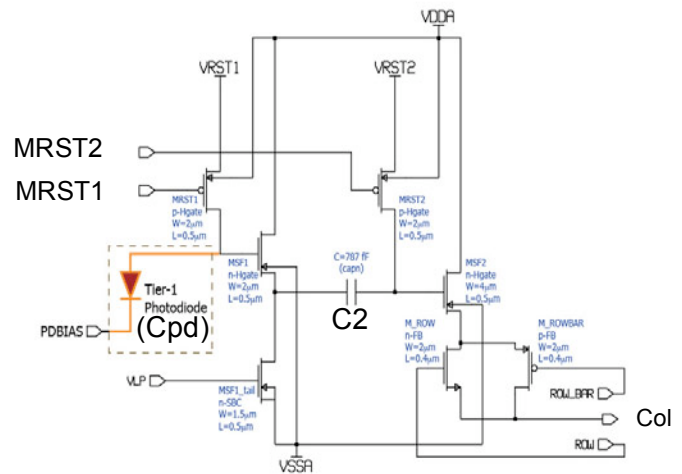 VDDA
VRST1
VRST2
MRST2
MRST1
MRST1
p-Hgate
W=2μm
L=0.5μm
MRST2
p-Hgate
W=2μm
L=0.5μm
MSF1
n-Hgate
W=2μm
L=0.5μm
C=787 fF
(capn)
C2
MSF2
n-Hgate
W=4μm
L=0.5μm
Tier-1
Photodiode
(Cpd)
PDBIAS
M_ROW
n-FB
W=2μm
L=0.4μm
M_ROWBAR
p-FB
W=2μm
L=0.4μm
VLP
MSF1_tail
n-SBC
W=1.5μm
L=0.5μm
ROW_BAR
Col
ROW
VSSA